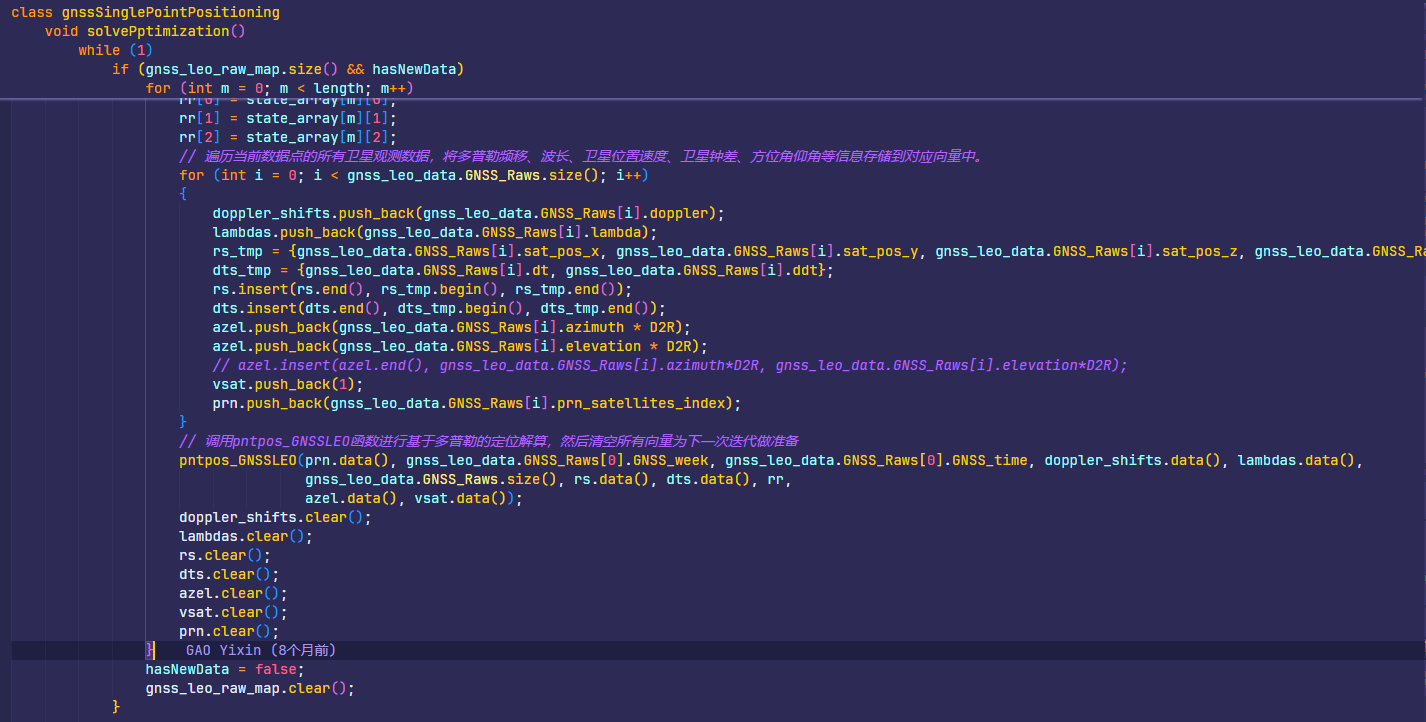 class gnssSinglePointPositioning
void solvePptimization()
while (1)
if (gnss_leo_raw_map.size() && hasNewData)
for (int m = 0; m < length; m++)
rr[0] = state_array[m][0];
rr[1] = state_array[m][1];
rr[2] = state_array[m][2];
// 遍历当前数据点的所有卫星观测数据，将多普勒频移、波长、卫星位置速度、卫星钟差、方位角仰角等信息存储到对应向量中。
for (int i = 0; i < gnss_leo_data.GNSS_Raws.size(); i++)
{
doppler_shifts.push_back(gnss_leo_data.GNSS_Raws[i].doppler);
lambdas.push_back(gnss_leo_data.GNSS_Raws[i].lambda);
rs_tmp = {gnss_leo_data.GNSS_Raws[i].sat_pos_x, gnss_leo_data.GNSS_Raws[i].sat_pos_y, gnss_leo_data.GNSS_Raws[i].sat_pos_z, gnss_leo_data.GNSS_Ra
dts_tmp = {gnss_leo_data.GNSS_Raws[i].dt, gnss_leo_data.GNSS_Raws[i].ddt};
rs.insert(rs.end(), rs_tmp.begin(), rs_tmp.end());
dts.insert(dts.end(), dts_tmp.begin(), dts_tmp.end());
azel.push_back(gnss_leo_data.GNSS_Raws[i].azimuth * D2R);
azel.push_back(gnss_leo_data.GNSS_Raws[i].elevation * D2R);
// azel.insert(azel.end(), gnss_leo_data.GNSS_Raws[i].azimuth*D2R, gnss_leo_data.GNSS_Raws[i].elevation*D2R);
vsat.push_back(1);
prn.push_back(gnss_leo_data.GNSS_Raws[i].prn_satellites_index);
}
// 调用pntpos_GNSSLEO函数进行基于多普勒的定位解算，然后清空所有向量为下一次迭代做准备
pntpos_GNSSLEO(prn.data(), gnss_leo_data.GNSS_Raws[0].GNSS_week, gnss_leo_data.GNSS_Raws[0].GNSS_time, doppler_shifts.data(), lambdas.data(),
gnss_leo_data.GNSS_Raws.size(), rs.data(), dts.data(), rr,
azel.data(), vsat.data());
doppler_shifts.clear();
lambdas.clear();
rs.clear();
dts.clear();
azel.clear();
vsat.clear();
prn.clear();
} GAO Yixin (8个月前)
hasNewData = false;
gnss_leo_raw_map.clear();
}